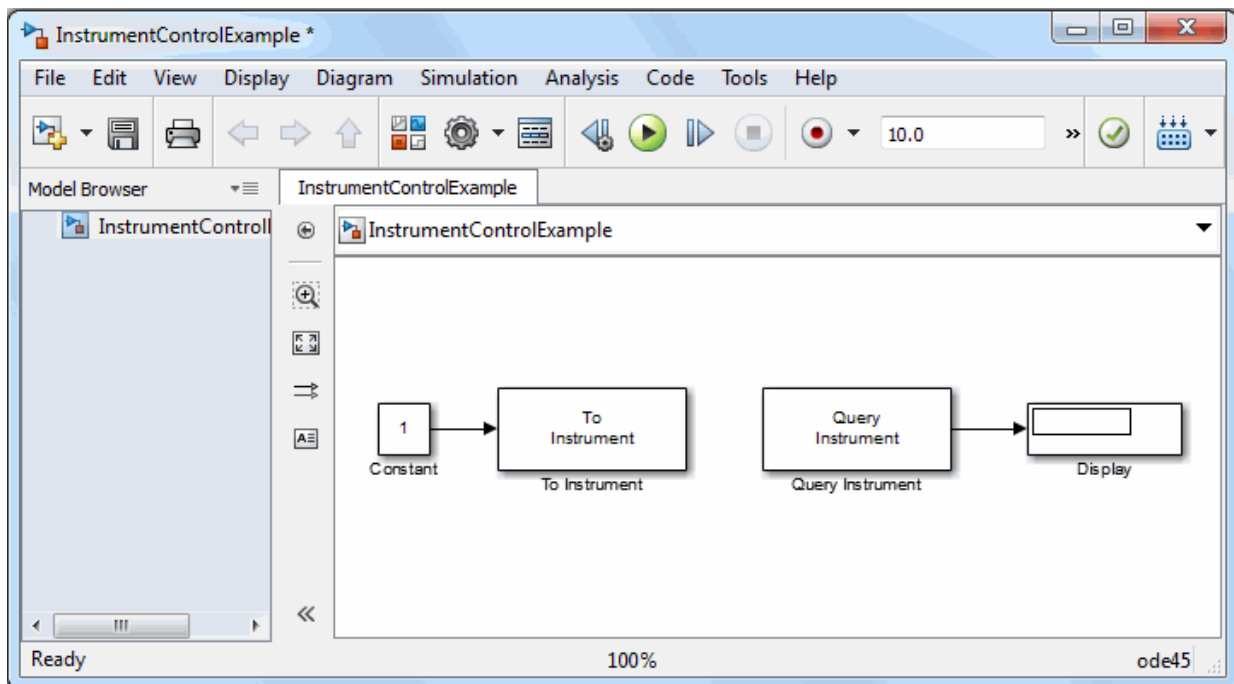 InstrumentControlExample *
File Edit View Display Diagram Simulation Analysis Code Tools Help
10.0 »
Model Browser
InstrumentControlExample
InstrumentControll
InstrumentControlExample
1
Constant
To
Instrument
To Instrument
Query
Instrument
Query Instrument
Display
Ready 100% ode45